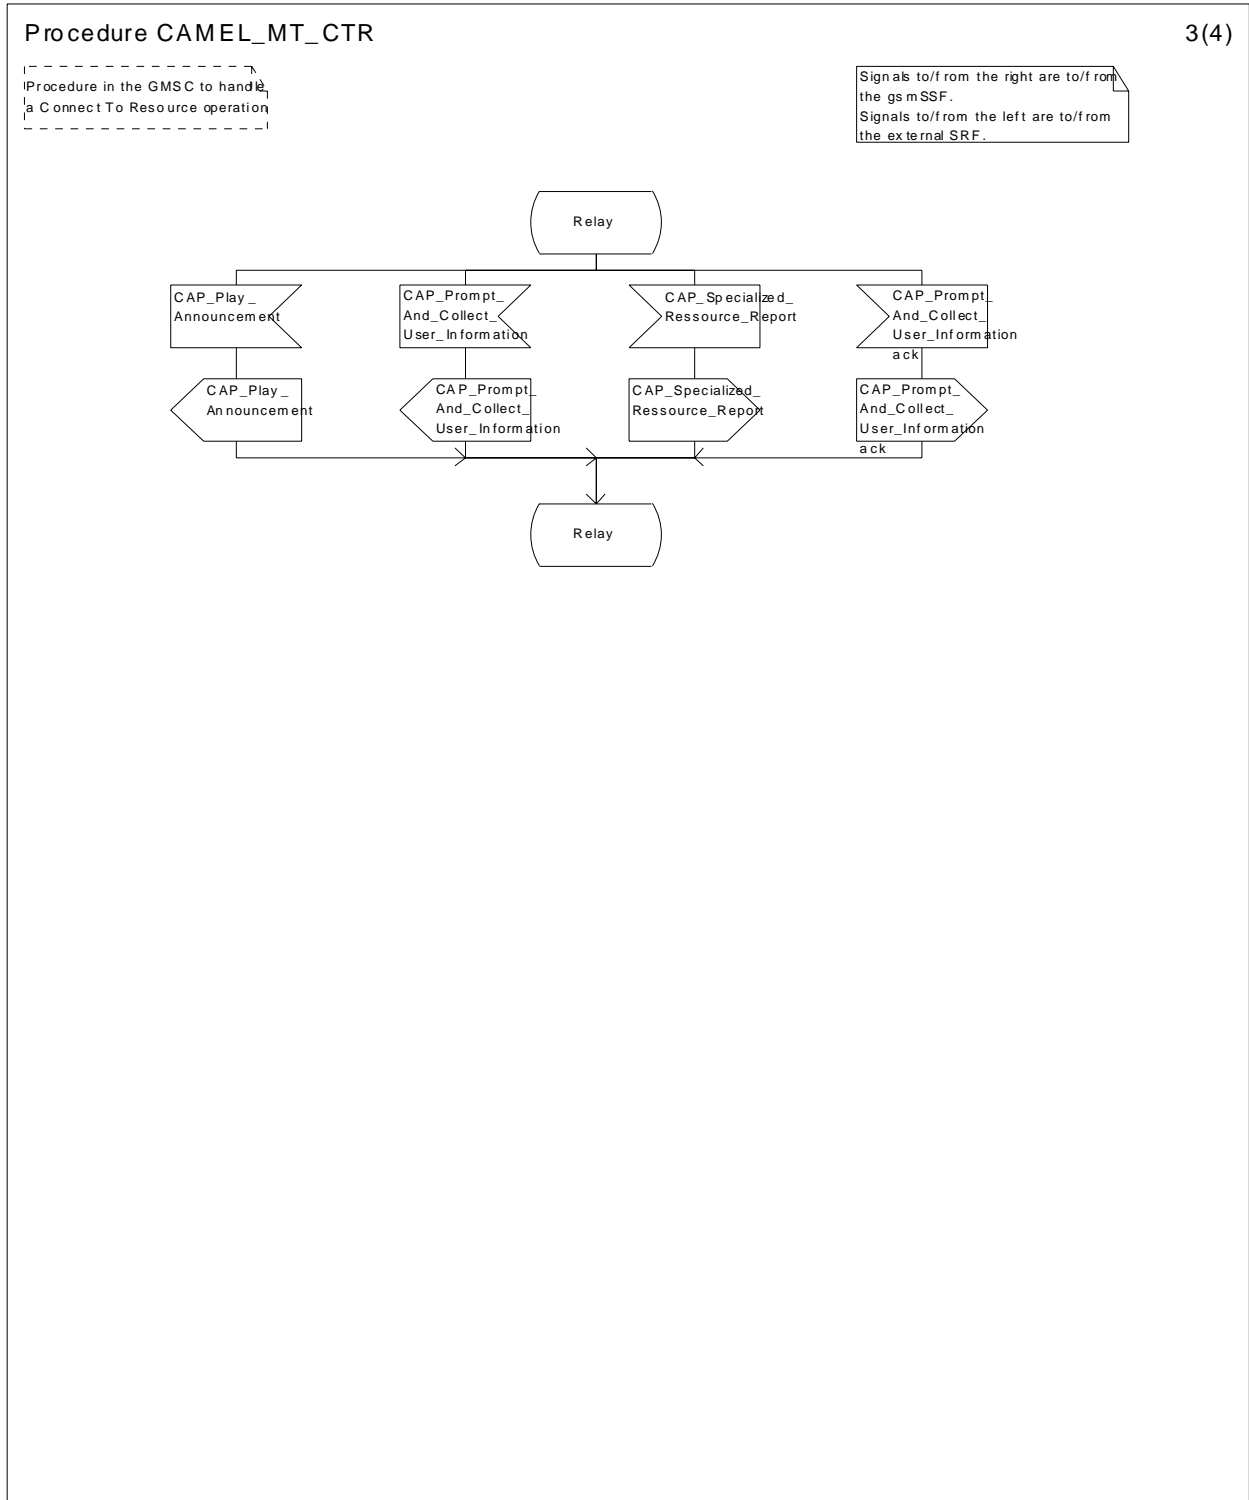 Procedure CAMEL_MT_CTR
3(4)
Procedure in the GMSC to handle
a Connect To Resource operation
Signals to/from the right are to/from
the gsmSSF.
Signals to/from the left are to/from
the external SRF.
Relay
CAP_Play_
Announcement
CAP_Prompt_
And_Collect_
User_Information
CAP_Specialized_
Ressource_Report
CAP_Prompt_
And_Collect_
User_Information
ack
CAP_Play_
Announcement
CAP_Prompt_
And_Collect_
User_Information
CAP_Specialized_
Ressource_Report
CAP_Prompt_
And_Collect_
User_Information
ack
Relay